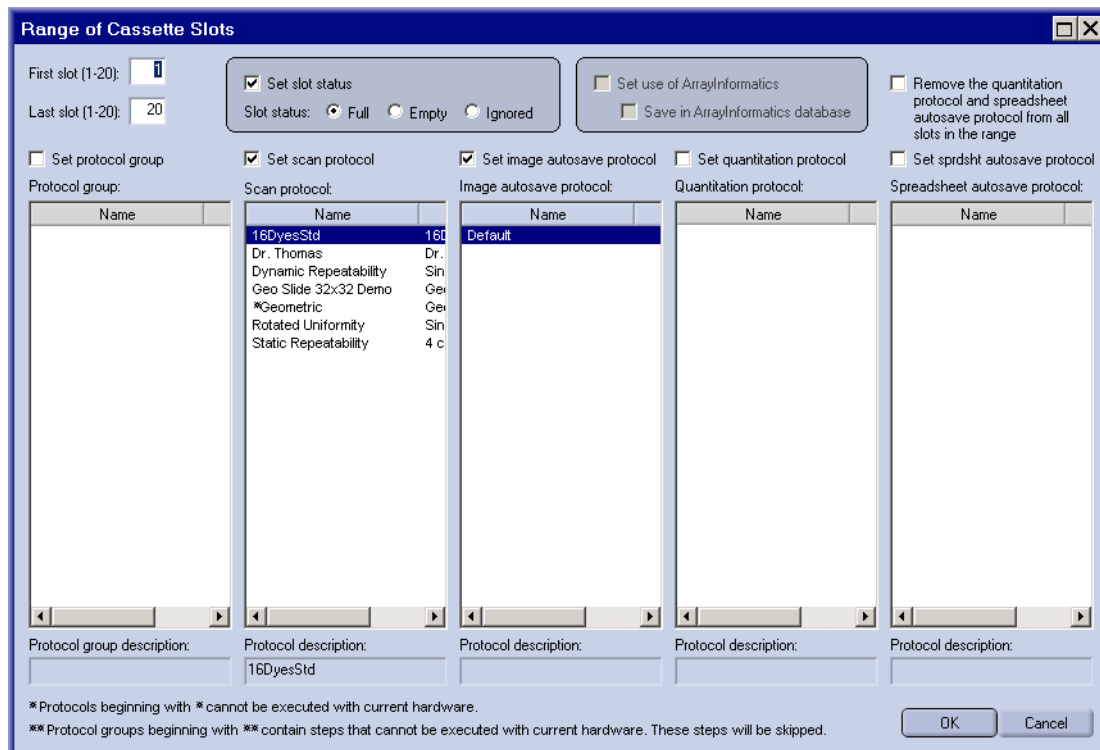 Range of Cassette Slots
First slot (1-20): 1
Last slot (1-20): 20
Set slot status
Slot status: Full Empty Ignored
Set use of ArrayInformatics
Save in ArrayInformatics database
Remove the quantitation
protocol and spreadsheet
autosave protocol from all
slots in the range
Set protocol group
Set scan protocol
Set image autosave protocol
Set quantitation protocol
Set sprdsht autosave protocol
Protocol group:
Scan protocol:
Image autosave protocol:
Quantitation protocol:
Spreadsheet autosave protocol:
Name
Name
Name
Name
Name
16DyesStd 16D
Dr. Thomas Dr.
Dynamic Repeatability Sin
Geo Slide 32x32 Demo Geo
*Geometric Geo
Rotated Uniformity Sin
Static Repeatability 4 c
Default
Protocol group description:
Protocol description:
Protocol description:
Protocol description:
Protocol description:
16DyesStd
* Protocols beginning with * cannot be executed with current hardware.
** Protocol groups beginning with ** contain steps that cannot be executed with current hardware. These steps will be skipped.
OK
Cancel